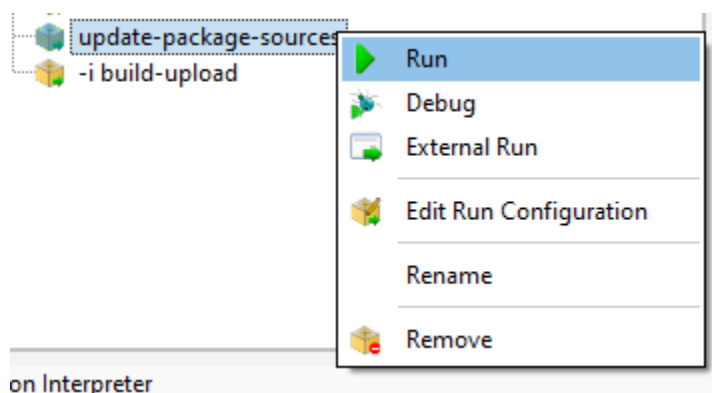 update-package-sources
-i build-upload
Run
Debug
External Run
Edit Run Configuration
Rename
Remove
on Interpreter